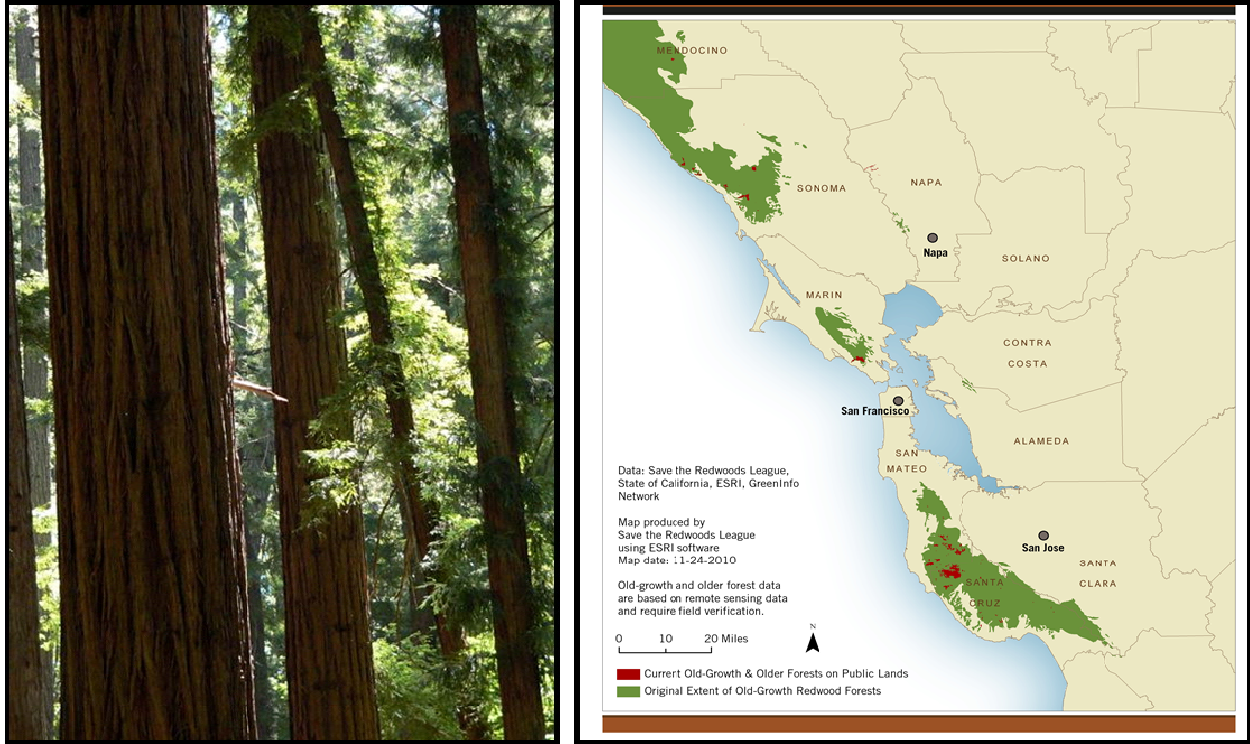 MENDOCINO
SONOMA
NAPA
Napa
SOLANO
MARIN
CONTRA
COSTA
San Francisco
ALAMEDA
SAN
MATEO
Data: Save the Redwoods League,
State of California, ESRI, GreenInfo
Network
San Jose
Map produced by
Save the Redwoods League
using ESRI software
Map date: 11-24-2010
SANTA
CLARA
SANTA
CRUZ
Old-growth and older forest data
are based on remote sensing data
and require field verification.
N
0 10 20 Miles
Current Old-Growth & Older Forests on Public Lands
Original Extent of Old-Growth Redwood Forests